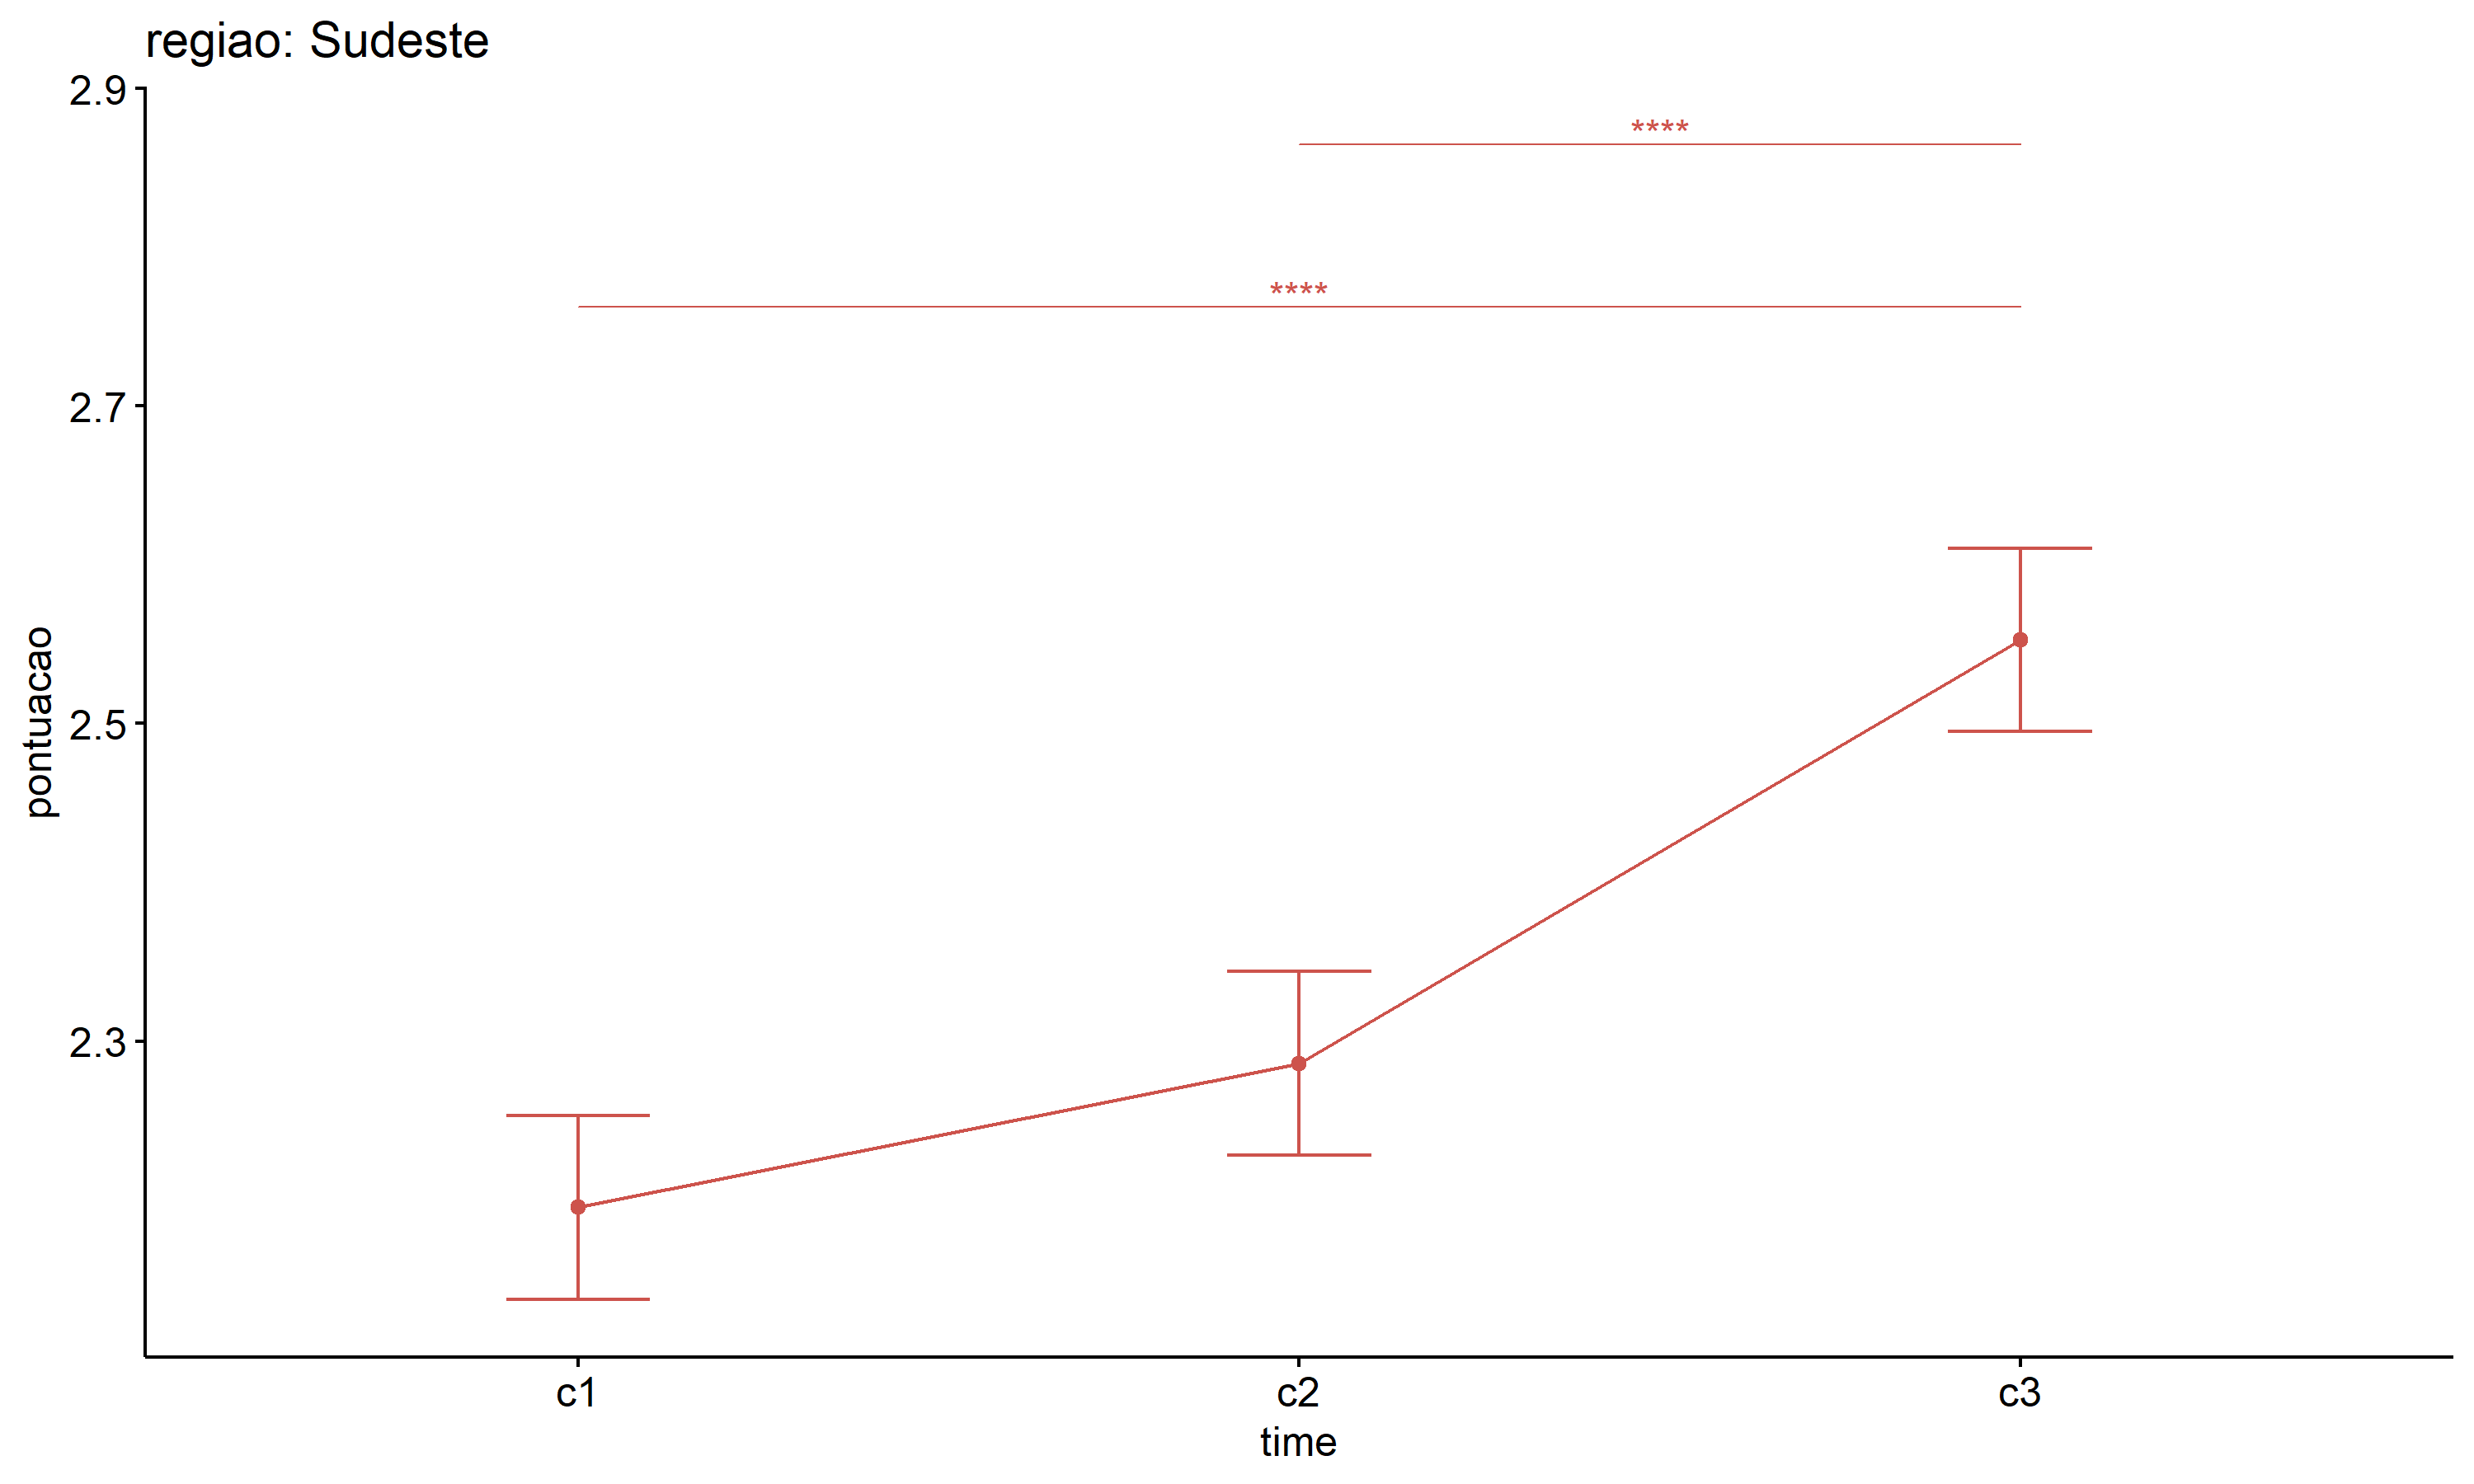 regiao: Sudeste
2.9
****
****
2.7
pontuacao
2.5
2.3
c1
c2
c3
time